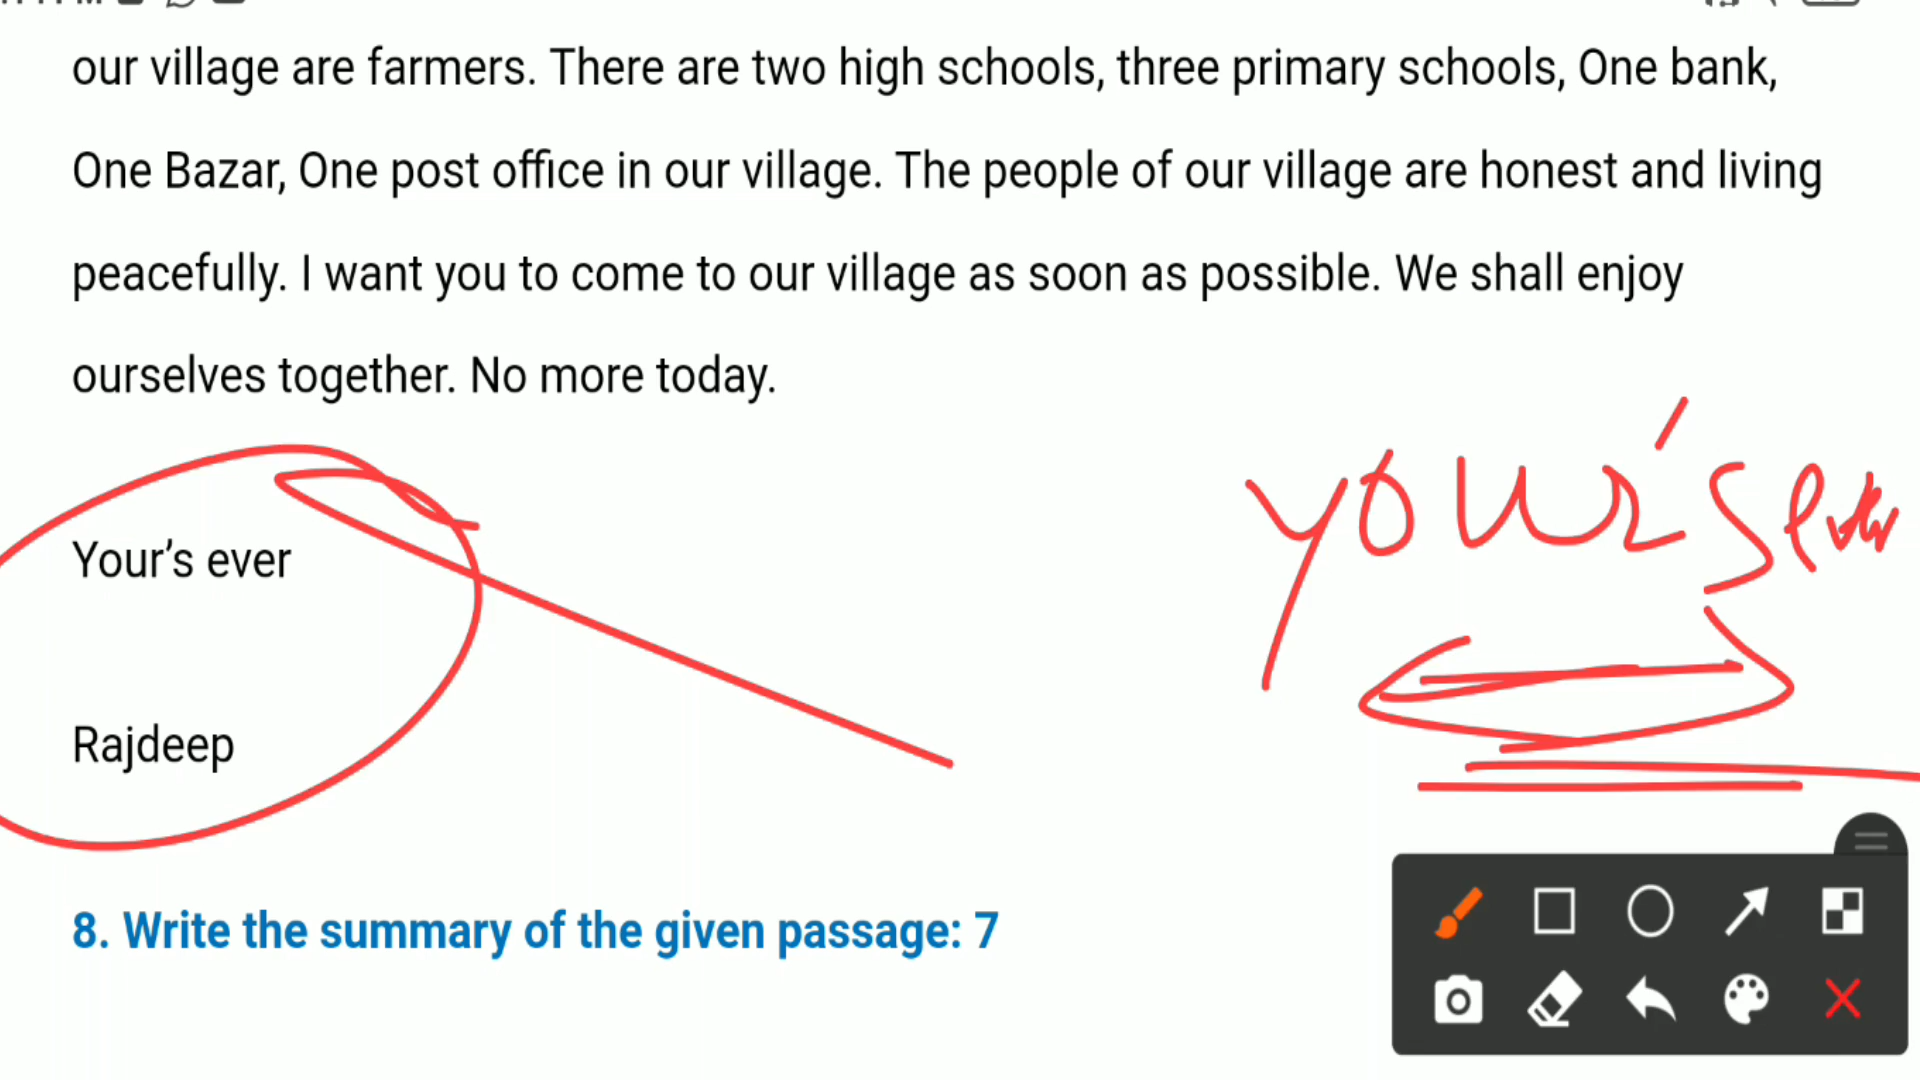 our village are farmers. There are two high schools, three primary schools, One bank,
One Bazar, One post office in our village. The people of our village are honest and living
peacefully. I want you to come to our village as soon as possible. We shall enjoy
ourselves together. No more today.
your's ever
Your's ever
Rajdeep
8. Write the summary of the given passage: 7